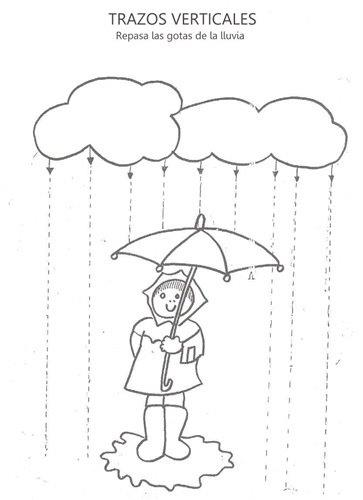 TRAZOS VERTICALES
Repasa las gotas de la lluvia